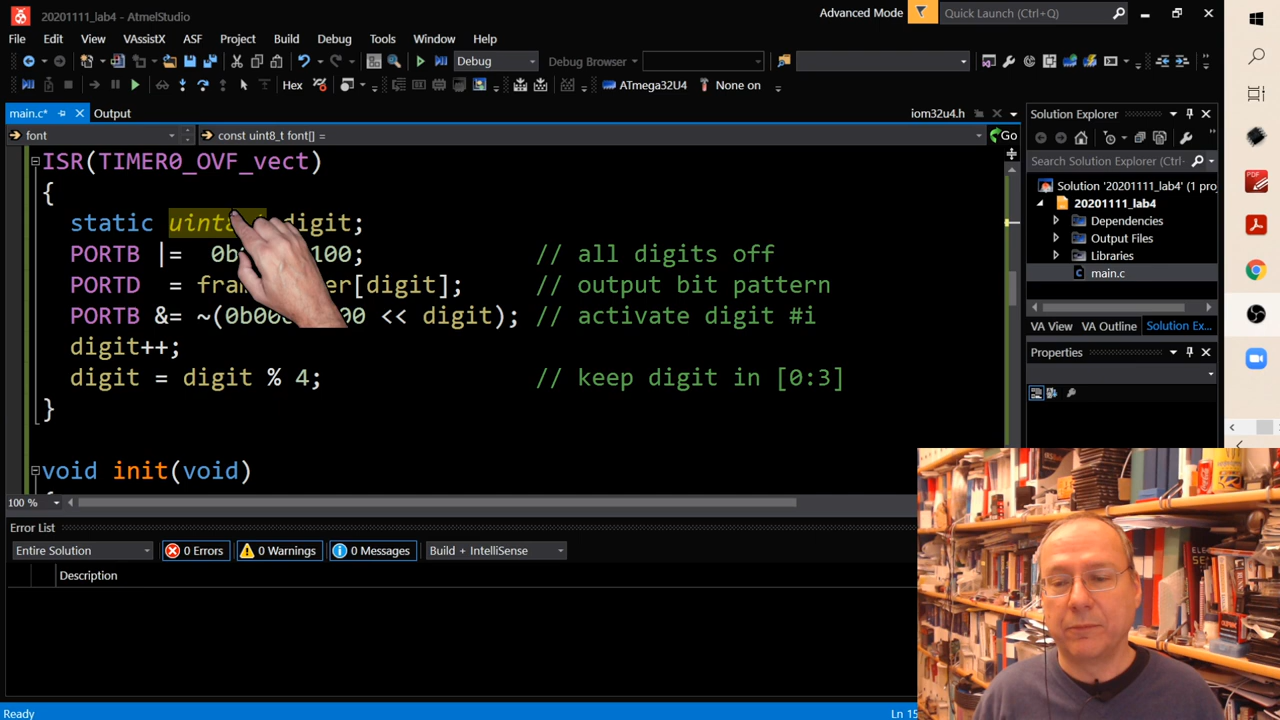 20201111_lab4 - AtmelStudio
Advanced Mode
Quick Launch (Ctrl+Q)
File Edit View VAssistX ASF Project Build Debug Tools Window Help
Debug
Debug Browser
Hex
ATmega32U4
None on
main.c*
Output
iom32u4.h
font
const uint8_t font[] =
Go
ISR(TIMER0_OVF_vect)
{
static digit;
PORTB |= 100; // all digits off
PORTD = [digit]; // output bit pattern
PORTB &= << digit); // activate digit #i
digit++;
digit = digit % 4; // keep digit in [0:3]
}
void init(void)
100 %
Error List
Entire Solution
0 Errors
0 Warnings
0 Messages
Build + IntelliSense
Description
Ready
Ln 15
Solution Explorer
Search Solution Explorer (Ctrl+
Solution '20201111_lab4' (1 proj
20201111_lab4
Dependencies
Output Files
Libraries
main.c
VA View
VA Outline
Solution Ex...
Properties
PDF